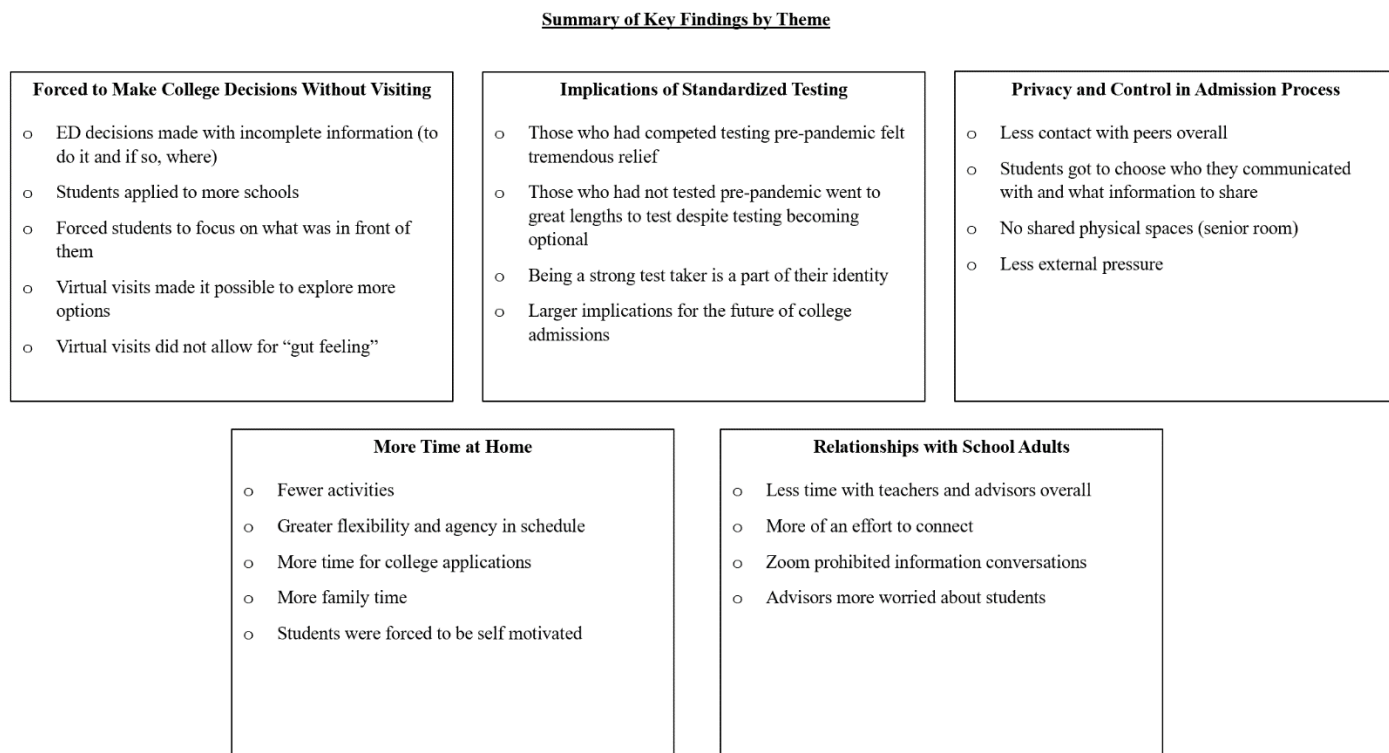 Summary of Key Findings by Theme
Forced to Make College Decisions Without Visiting
o ED decisions made with incomplete information (to
do it and if so, where)
o Students applied to more schools
o Forced students to focus on what was in front of
them
o Virtual visits made it possible to explore more
options
o Virtual visits did not allow for “gut feeling”
Implications of Standardized Testing
o Those who had competed testing pre-pandemic felt
tremendous relief
o Those who had not tested pre-pandemic went to
great lengths to test despite testing becoming
optional
o Being a strong test taker is a part of their identity
o Larger implications for the future of college
admissions
Privacy and Control in Admission Process
o Less contact with peers overall
o Students got to choose who they communicated
with and what information to share
o No shared physical spaces (senior room)
o Less external pressure
More Time at Home
o Fewer activities
o Greater flexibility and agency in schedule
o More time for college applications
o More family time
o Students were forced to be self motivated
Relationships with School Adults
o Less time with teachers and advisors overall
o More of an effort to connect
o Zoom prohibited information conversations
o Advisors more worried about students